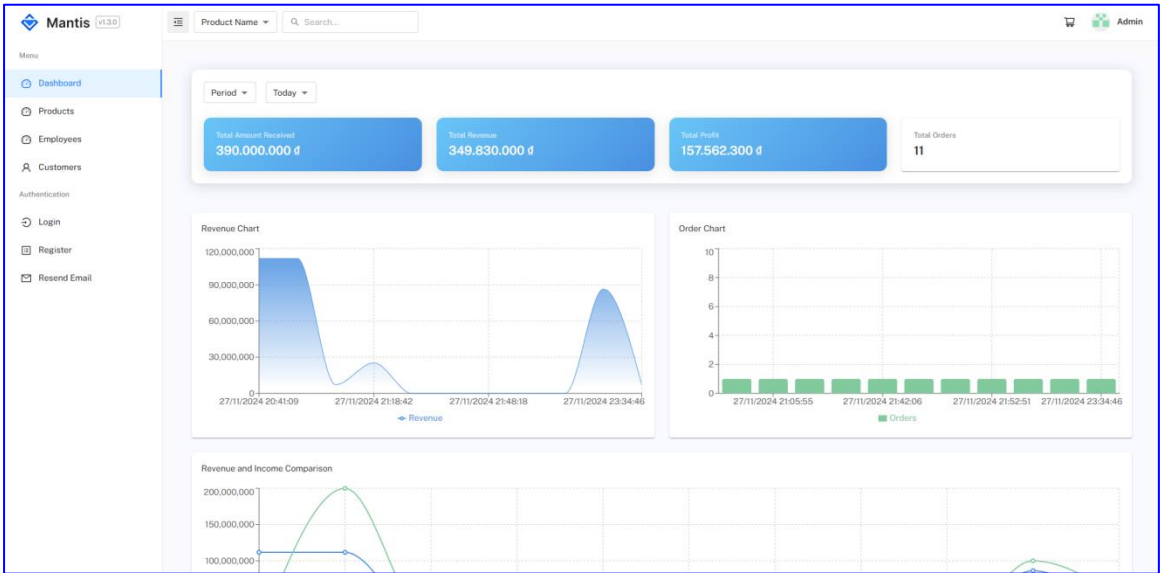 Mantis v1.3.0
Product Name
Search...
Admin
Menu
Dashboard
Products
Employees
Customers
Authentication
Login
Register
Resend Email
Period Today
Total Amount Received
390.000.000 đ
Total Revenue
349.830.000 đ
Total Profit
157.562.300 đ
Total Orders
11
Revenue Chart
120,000,000
90,000,000
60,000,000
30,000,000
0
27/11/2024 20:41:09 27/11/2024 21:18:42 27/11/2024 21:48:18 27/11/2024 23:34:46
Revenue
Order Chart
10
8
6
4
2
0
27/11/2024 21:05:55 27/11/2024 21:42:06 27/11/2024 21:52:51 27/11/2024 23:34:46
Orders
Revenue and Income Comparison
200,000,000
150,000,000
100,000,000